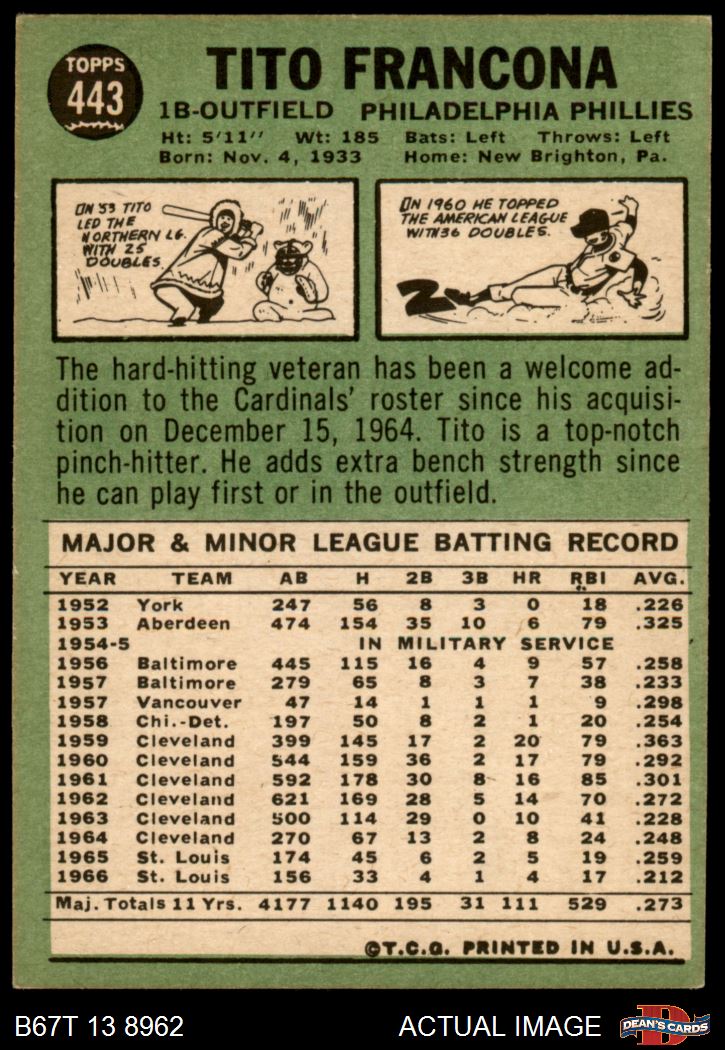 TOPPS
443
TITO FRANCONA
1B-OUTFIELD PHILADELPHIA PHILLIES
Ht: 5'11" Wt: 185 Bats: Left Throws: Left
Born: Nov. 4, 1933 Home: New Brighton, Pa.
ON '53 TITO
LED THE
NORTHERN LG.
WITH 25
DOUBLES
ON 1960 HE TOPPED
THE AMERICAN LEAGUE
WITH 36 DOUBLES.
2
The hard-hitting veteran has been a welcome ad-
dition to the Cardinals' roster since his acquisi-
tion on December 15, 1964. Tito is a top-notch
pinch-hitter. He adds extra bench strength since
he can play first or in the outfield.
MAJOR & MINOR LEAGUE BATTING RECORD
YEAR TEAM AB H 2B 3B HR RBI AVG.
1952 York 247 56 8 3 0 18 .226
1953 Aberdeen 474 154 35 10 6 79 .325
1954-5 IN MILITARY SERVICE
1956 Baltimore 445 115 16 4 9 57 .258
1957 Baltimore 279 65 8 3 7 38 .233
1957 Vancouver 47 14 1 1 1 9 .298
1958 Chi.-Det. 197 50 8 2 1 20 .254
1959 Cleveland 399 145 17 2 20 79 .363
1960 Cleveland 544 159 36 2 17 79 .292
1961 Cleveland 592 178 30 8 16 85 .301
1962 Cleveland 621 169 28 5 14 70 .272
1963 Cleveland 500 114 29 0 10 41 .228
1964 Cleveland 270 67 13 2 8 24 .248
1965 St. Louis 174 45 6 2 5 19 .259
1966 St. Louis 156 33 4 1 4 17 .212
Maj. Totals 11 Yrs. 4177 1140 195 31 111 529 .273
©T.C.G. PRINTED IN U.S.A.
B67T 13 8962 ACTUAL IMAGE
D
DEAN'S CARDS